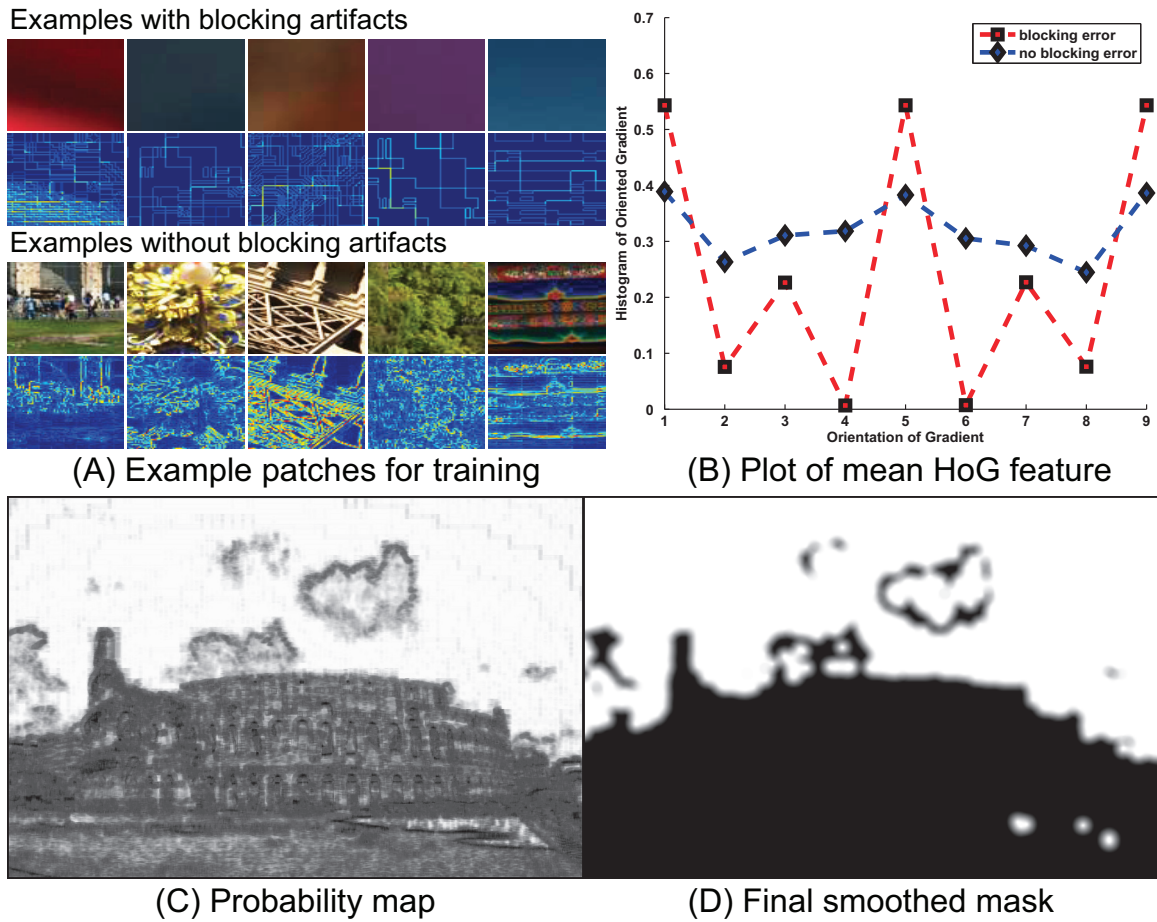 Examples with blocking artifacts
Examples without blocking artifacts
(A) Example patches for training
0.7
0.6
0.5
0.4
0.3
0.2
0.1
0
Histogram of Oriented Gradient
blocking error
no blocking error
1 2 3 4 5 6 7 8 9
Orientation of Gradient
(B) Plot of mean HoG feature
(C) Probability map
(D) Final smoothed mask